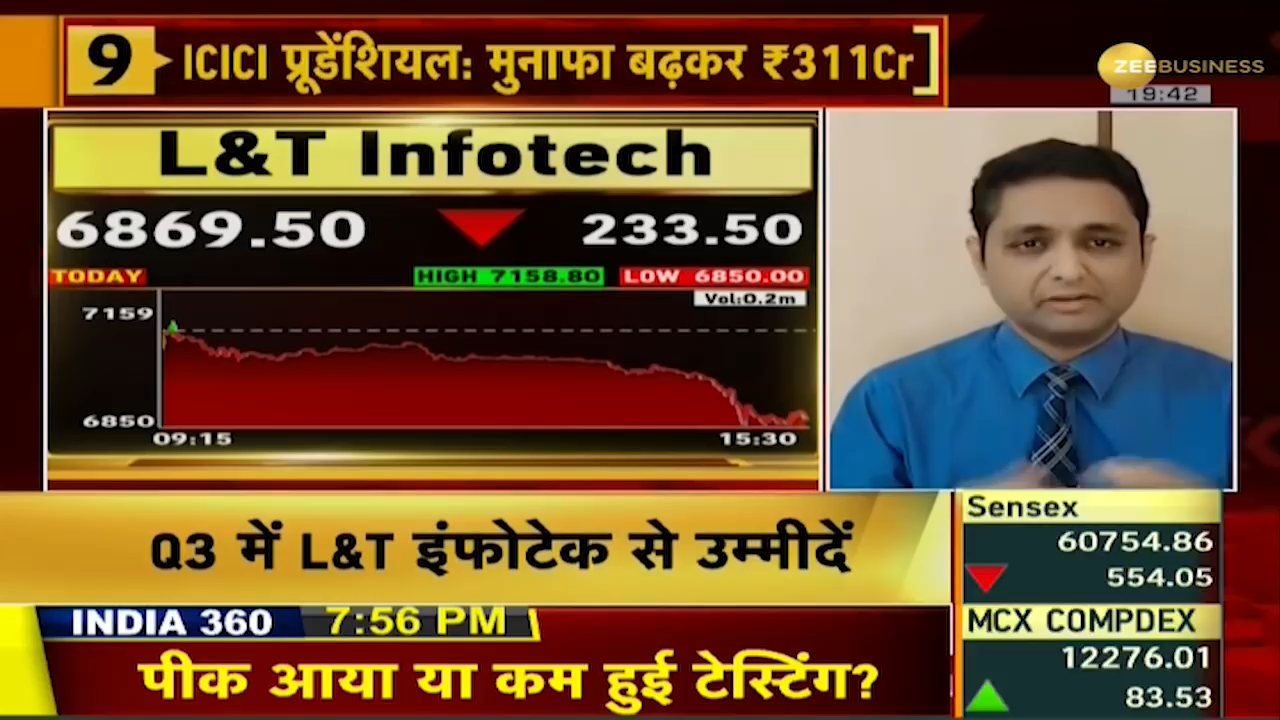 9
ICICI प्रूडेंशियल: मुनाफा बढ़कर ₹311Cr
ZEEBUSINESS
19:42
L&T Infotech
6869.50 233.50
TODAY HIGH 7158.80 LOW 6850.00
Vol:0.2m
7159
6850
09:15 15:30
Q3 में L&T इंफोटेक से उम्मीदें
Sensex
60754.86
554.05
INDIA 360 7:56 PM
MCX COMPDEX
पीक आया या कम हुई टेस्टिंग?
12276.01
83.53